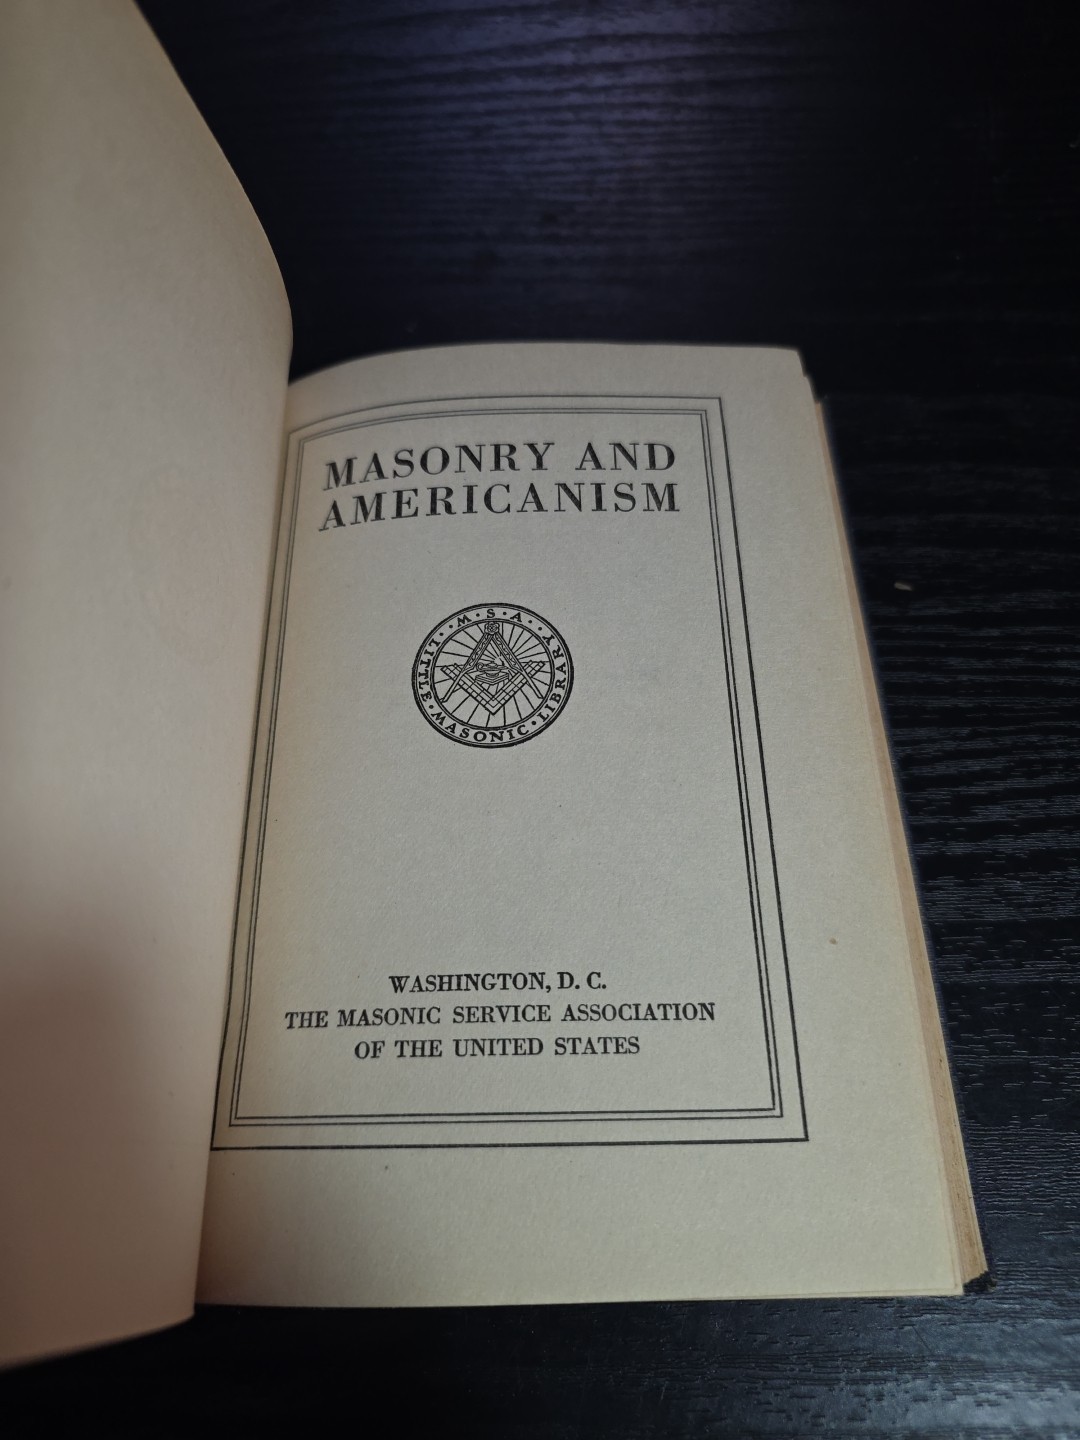 MASONRY AND
AMERICANISM
· · M · S · A · ·
LITTLE · MASONIC · LIBRARY
WASHINGTON, D. C.
THE MASONIC SERVICE ASSOCIATION
OF THE UNITED STATES